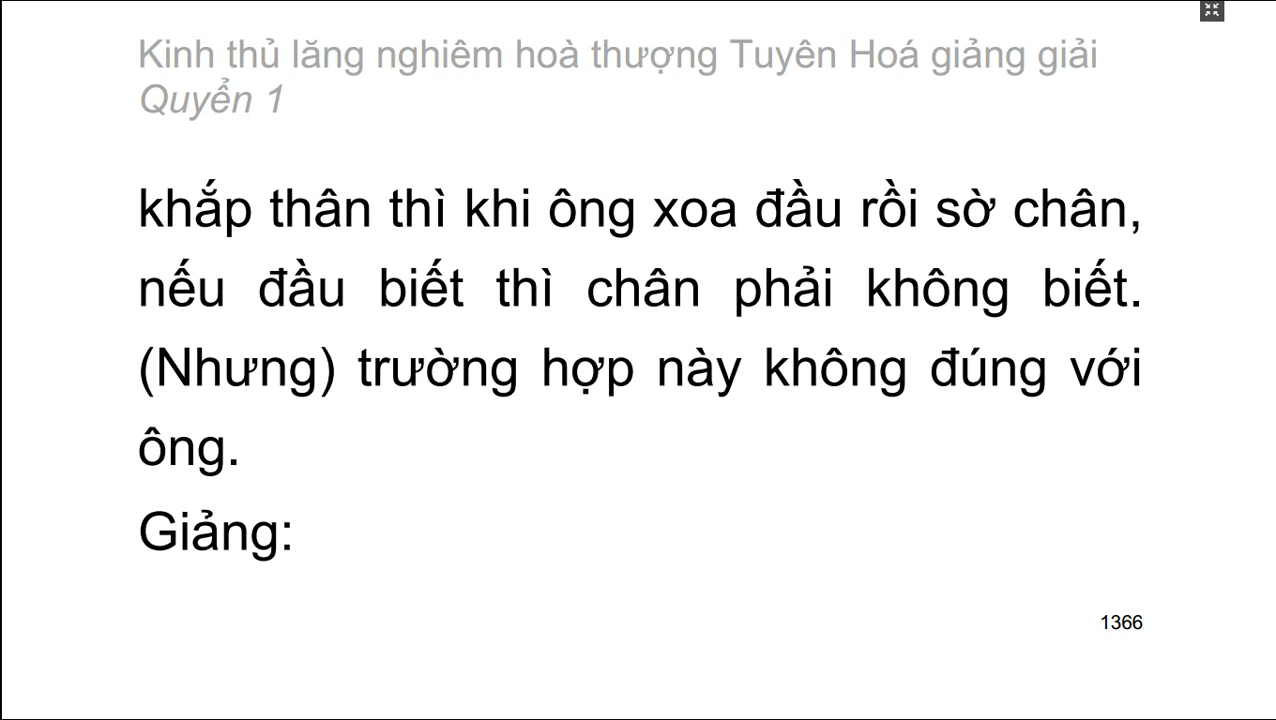 Kinh thủ lăng nghiêm hoà thượng Tuyên Hoá giảng giải
Quyển 1
khắp thân thì khi ông xoa đầu rồi sờ chân,
nếu đầu biết thì chân phải không biết.
(Nhưng) trường hợp này không đúng với
ông.
Giảng:
1366